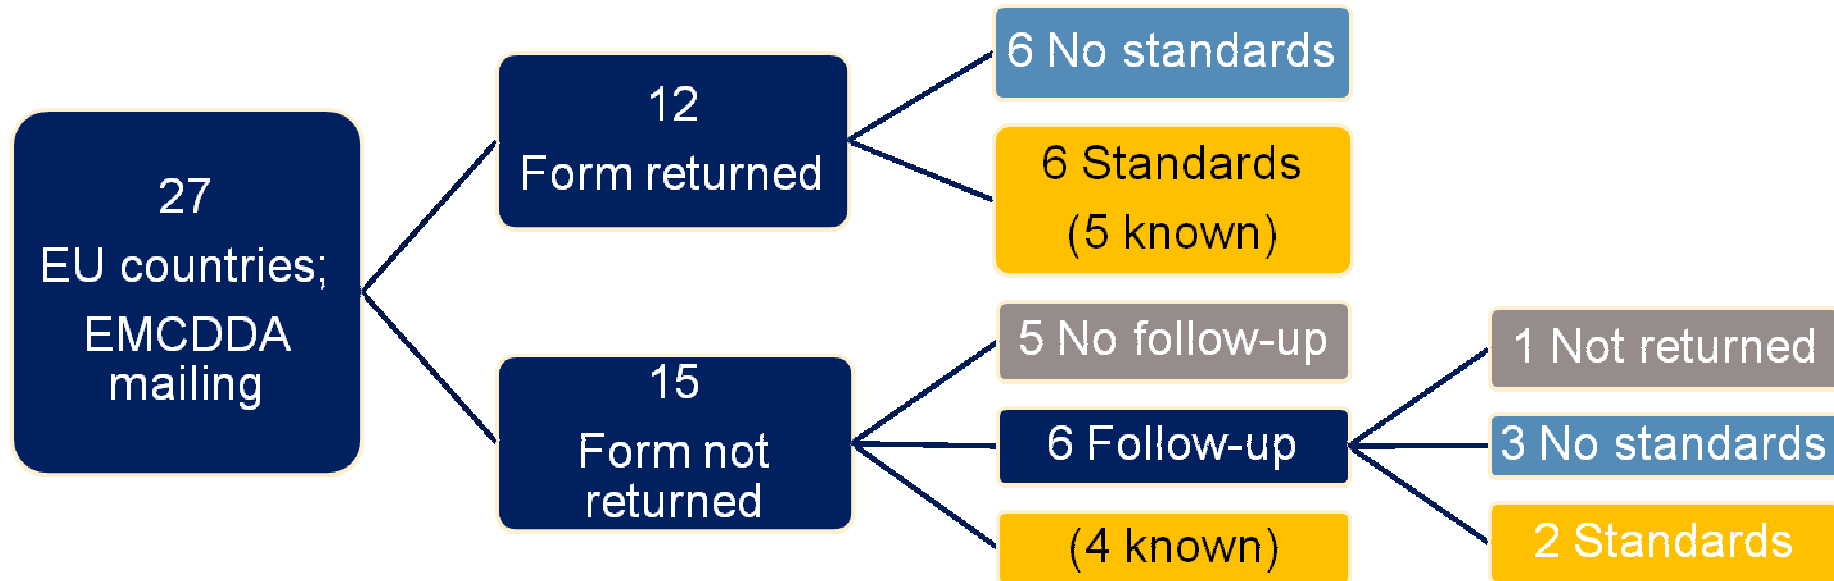 27
EU countries;
EMCDDA
mailing
12
Form returned
15
Form not
returned
6 No standards
6 Standards
(5 known)
5 No follow-up
6 Follow-up
(4 known)
1 Not returned
3 No standards
2 Standards